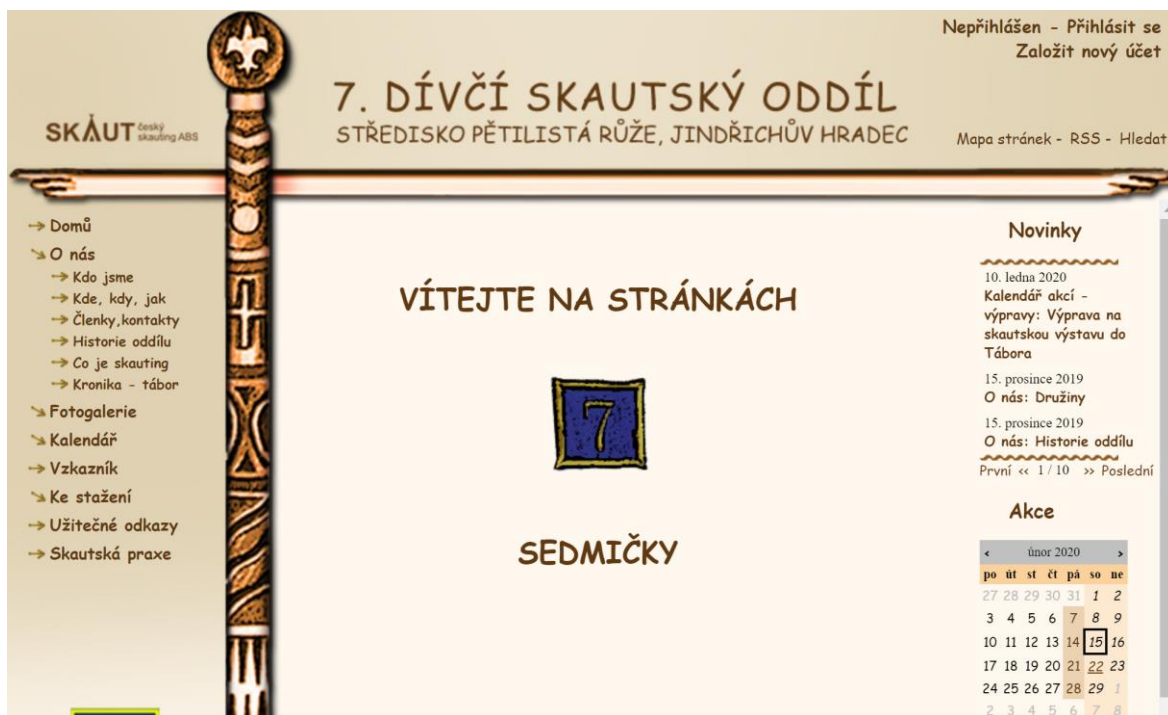 Nepřihlášen - Přihlásit se
Založit nový účet
7. DÍVČÍ SKAUTSKÝ ODDÍL
STŘEDISKO PĚTILISTÁ RŮŽE, JINDŘICHŮV HRADEC
SKAUT český
skauting ABS
Mapa stránek - RSS - Hledat
Domů
O nás
Kdo jsme
Kde, kdy, jak
Členky,kontakty
Historie oddílu
Co je skauting
Kronika - tábor
Fotogalerie
Kalendář
Vzkazník
Ke stažení
Užitečné odkazy
Skautská praxe
VÍTEJTE NA STRÁNKÁCH
7
SEDMIČKY
Novinky
10. ledna 2020
Kalendář akcí -
výpravy: Výprava na
skautskou výstavu do
Tábora
15. prosince 2019
O nás: Družiny
15. prosince 2019
O nás: Historie oddílu
První << 1 / 10 >> Poslední
Akce
‹ únor 2020 ›
po út st čt pá so ne
27 28 29 30 31 1 2
3 4 5 6 7 8 9
10 11 12 13 14 15 16
17 18 19 20 21 22 23
24 25 26 27 28 29 1
2 3 4 5 6 7 8